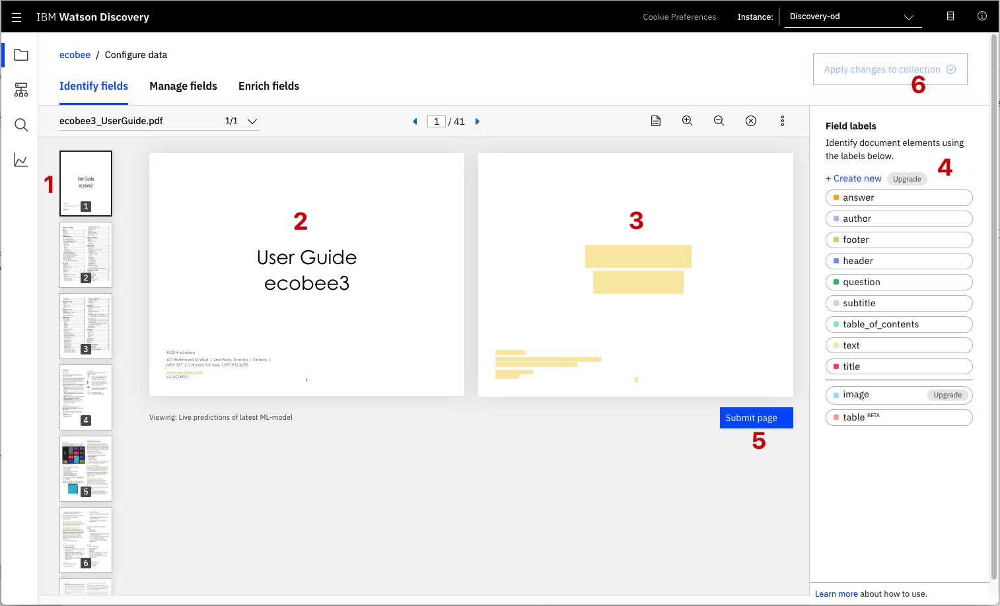 IBM Watson Discovery
Cookie Preferences
Instance:
Discovery-od
ecobee / Configure data
Apply changes to collection
6
Identify fields
Manage fields
Enrich fields
ecobee3_UserGuide.pdf
1/1
1 / 41
1
User Guide
ecobee3
1
2
3
4
5
6
2
User Guide
ecobee3
©2014 ecobee
477 Richmond St West | 2nd Floor, Toronto | Ontario |
M5V 3E7 | Canada Toll free 1.877.932.6233
www.ecobee.com
e3-UG-R001
1
3
Viewing: Live predictions of latest ML-model
Submit page
5
Field labels
Identify document elements using
the labels below.
4
+ Create new
Upgrade
answer
author
footer
header
question
subtitle
table_of_contents
text
title
image
Upgrade
table BETA
Learn more about how to use.